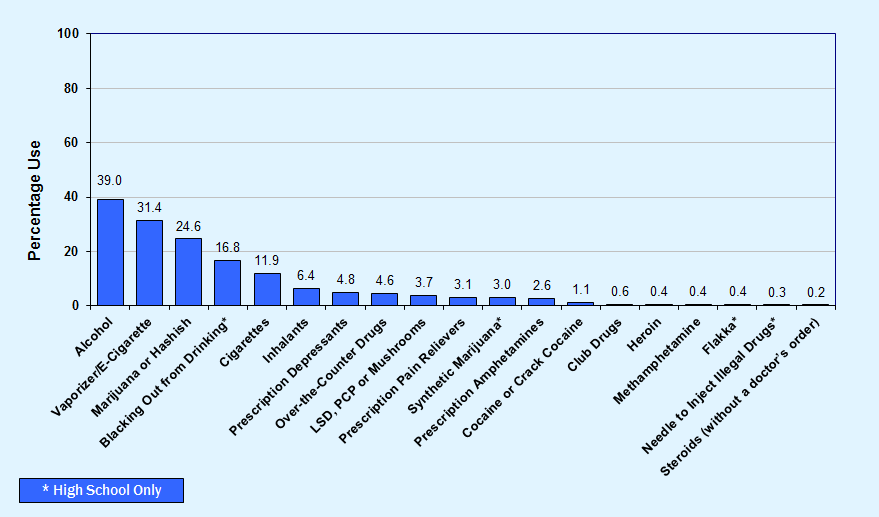 100
80
60
40
20
0
Percentage Use
39.0
31.4
24.6
16.8
11.9
6.4
4.8
4.6
3.7
3.1
3.0
2.6
1.1
0.6
0.4
0.4
0.4
0.3
0.2
Alcohol
Vaporizer/E-Cigarette
Marijuana or Hashish
Blacking Out from Drinking*
Cigarettes
Inhalants
Prescription Depressants
Over-the-Counter Drugs
LSD, PCP or Mushrooms
Prescription Pain Relievers
Synthetic Marijuana*
Prescription Amphetamines
Cocaine or Crack Cocaine
Club Drugs
Heroin
Methamphetamine
Flakka*
Needle to Inject Illegal Drugs*
Steroids (without a doctor's order)
* High School Only